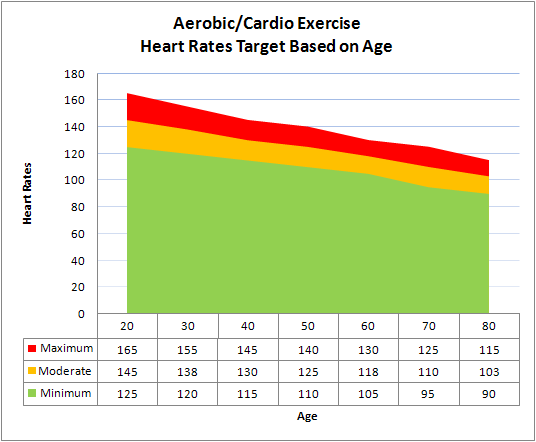 Aerobic/Cardio Exercise
Heart Rates Target Based on Age
180
160
140
120
100
80
60
40
20
0
Heart Rates
20 30 40 50 60 70 80
Maximum 165 155 145 140 130 125 115
Moderate 145 138 130 125 118 110 103
Minimum 125 120 115 110 105 95 90
Age